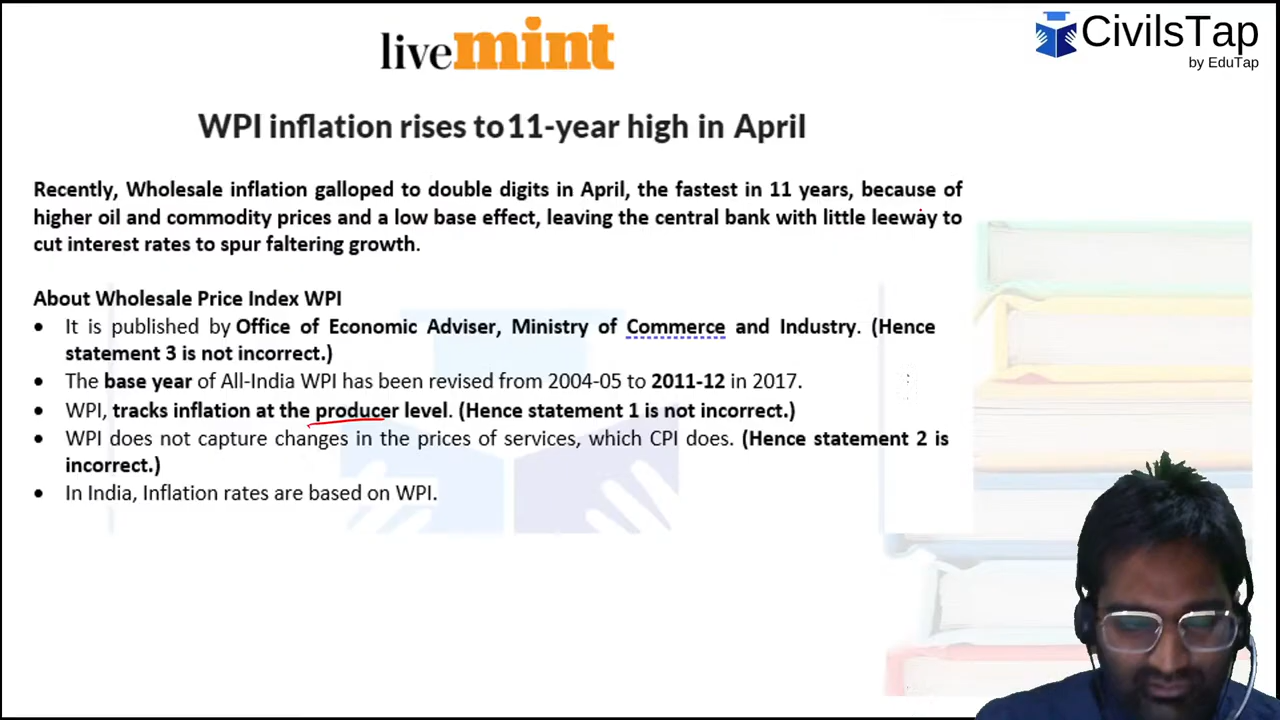 livemint
CivilsTap
by EduTap
WPI inflation rises to 11-year high in April
Recently, Wholesale inflation galloped to double digits in April, the fastest in 11 years, because of
higher oil and commodity prices and a low base effect, leaving the central bank with little leeway to
cut interest rates to spur faltering growth.
About Wholesale Price Index WPI
• It is published by Office of Economic Adviser, Ministry of Commerce and Industry. (Hence
statement 3 is not incorrect.)
• The base year of All-India WPI has been revised from 2004-05 to 2011-12 in 2017.
• WPI, tracks inflation at the producer level. (Hence statement 1 is not incorrect.)
• WPI does not capture changes in the prices of services, which CPI does. (Hence statement 2 is
incorrect.)
• In India, Inflation rates are based on WPI.